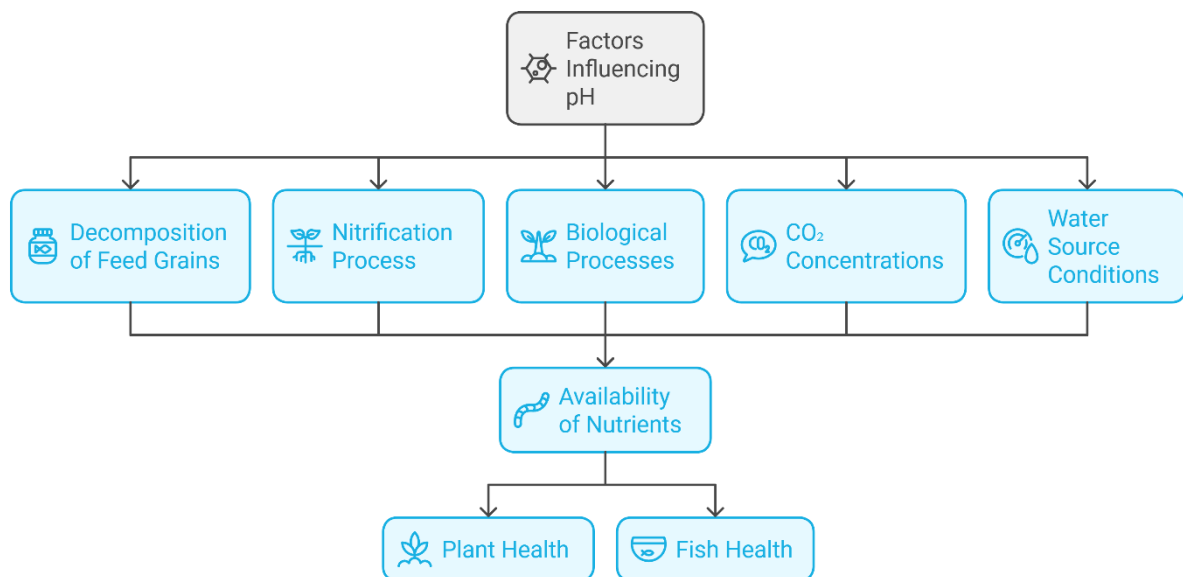 Factors
Influencing
pH
Decomposition
of Feed Grains
Nitrification
Process
Biological
Processes
CO₂
CO₂
Concentrations
Water
Source
Conditions
Availability
of Nutrients
Plant Health
Fish Health